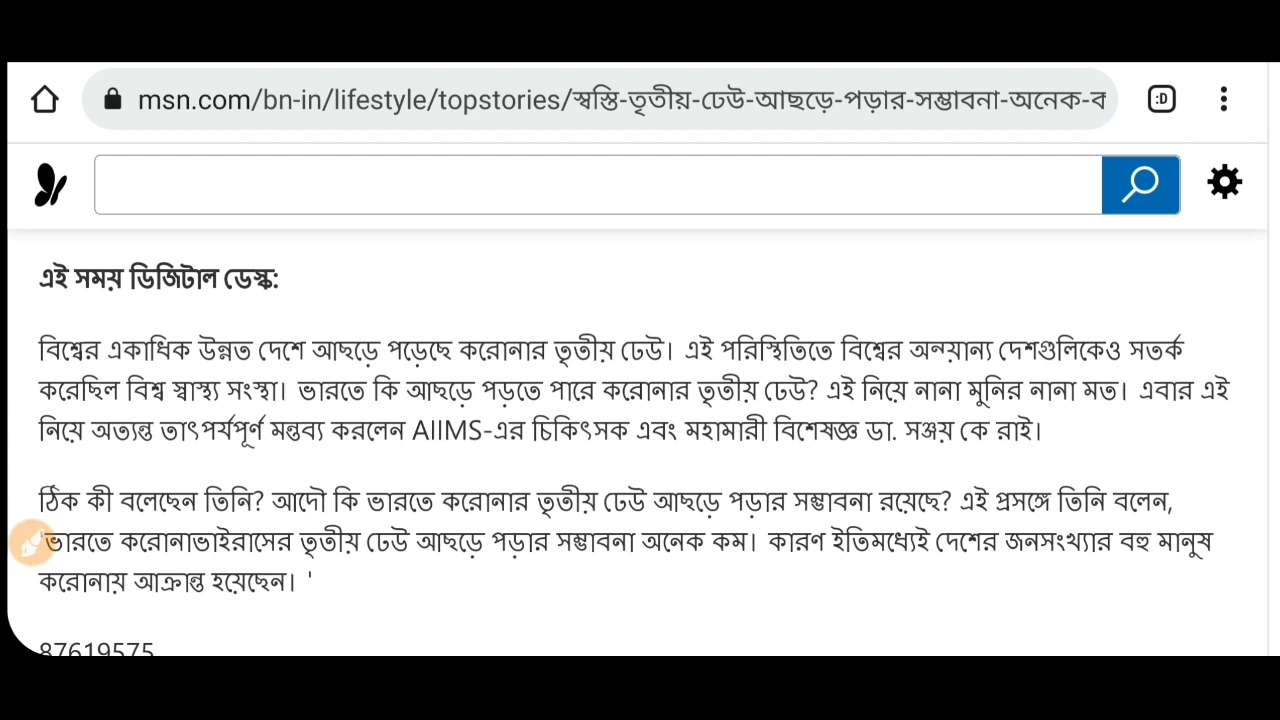 msn.com/bn-in/lifestyle/topstories/স্বস্তি-তৃতীয়-ঢেউ-আছড়ে-পড়ার-সম্ভাবনা-অনেক-ব
:D
এই সময় ডিজিটাল ডেস্ক:
বিশ্বের একাধিক উন্নত দেশে আছড়ে পড়েছে করোনার তৃতীয় ঢেউ। এই পরিস্থিতিতে বিশ্বের অন্য়ান্য দেশগুলিকেও সতর্ক
করেছিল বিশ্ব স্বাস্থ্য সংস্থা। ভারতে কি আছড়ে পড়তে পারে করোনার তৃতীয় ঢেউ? এই নিয়ে নানা মুনির নানা মত। এবার এই
নিয়ে অত্যন্ত তাৎপর্যপূর্ণ মন্তব্য করলেন AIIMS-এর চিকিৎসক এবং মহামারী বিশেষজ্ঞ ডা. সঞ্জয় কে রাই।
ঠিক কী বলেছেন তিনি? আদৌ কি ভারতে করোনার তৃতীয় ঢেউ আছড়ে পড়ার সম্ভাবনা রয়েছে? এই প্রসঙ্গে তিনি বলেন,
'ভারতে করোনাভাইরাসের তৃতীয় ঢেউ আছড়ে পড়ার সম্ভাবনা অনেক কম। কারণ ইতিমধ্যেই দেশের জনসংখ্যার বহু মানুষ
করোনায় আক্রান্ত হয়েছেন। '
87619575